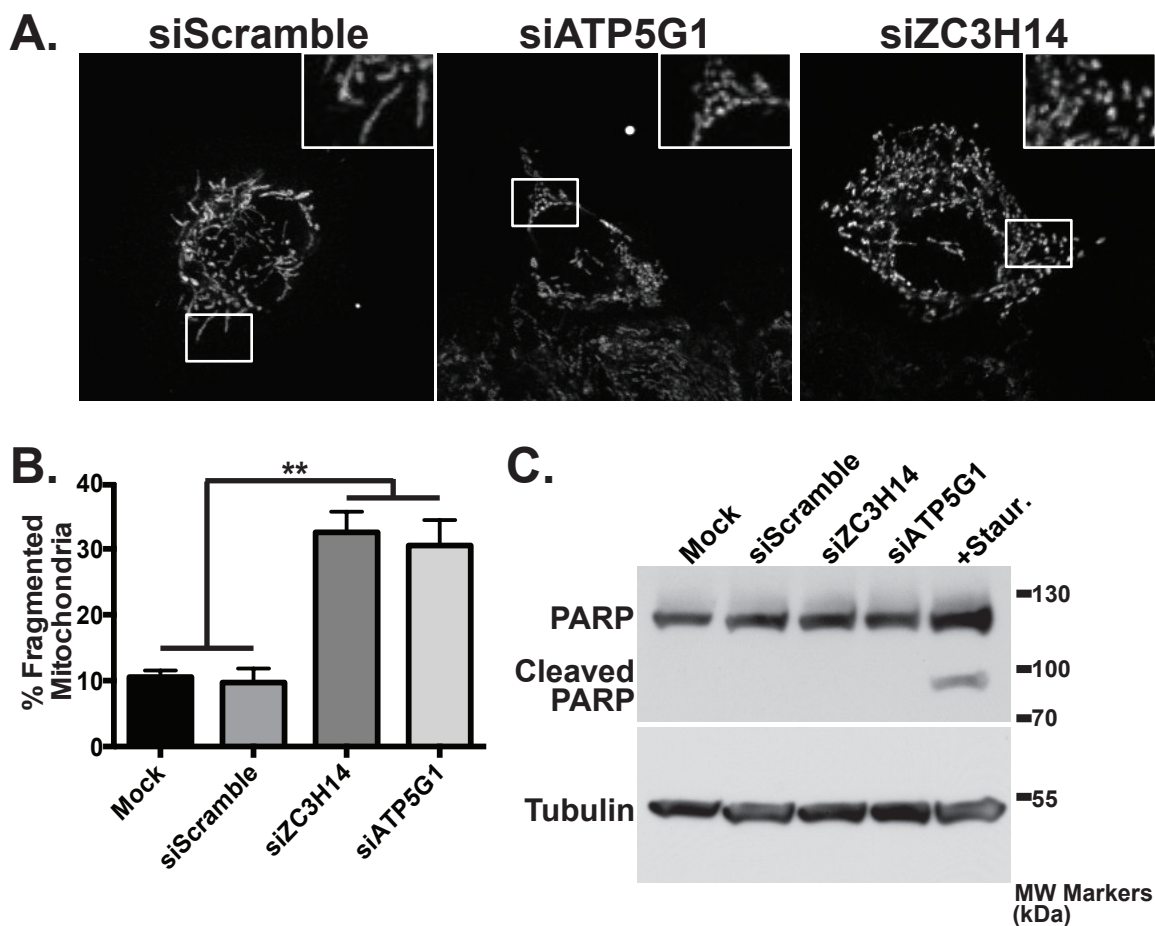 A.
siScramble
siATP5G1
siZC3H14
B.
**
% Fragmented
Mitochondria
40
30
20
10
0
Mock
siScramble
siZC3H14
siATP5G1
C.
Mock
siScramble
siZC3H14
siATP5G1
+Staur.
PARP
Cleaved
PARP
Tubulin
130
100
70
55
MW Markers
(kDa)